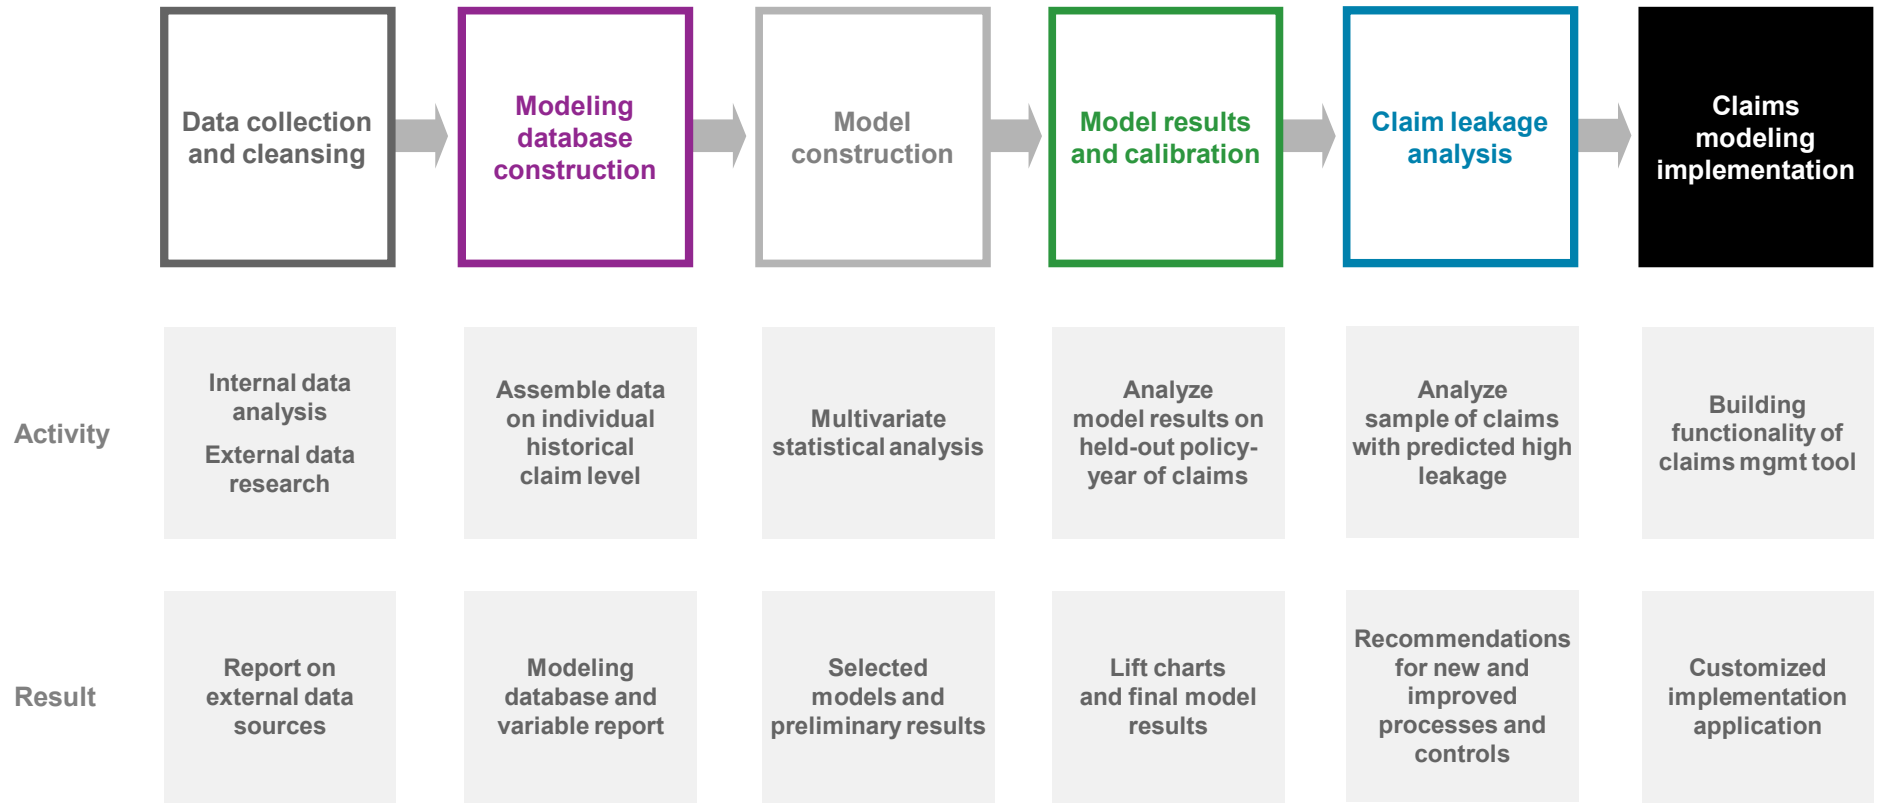 Data collection
and cleansing
Modeling
database
construction
Model
construction
Model results
and calibration
Claim leakage
analysis
Claims
modeling
implementation
Activity
Internal data
analysis
External data
research
Assemble data
on individual
historical
claim level
Multivariate
statistical analysis
Analyze
model results on
held-out policy-
year of claims
Analyze
sample of claims
with predicted high
leakage
Building
functionality of
claims mgmt tool
Result
Report on
external data
sources
Modeling
database and
variable report
Selected
models and
preliminary results
Lift charts
and final model
results
Recommendations
for new and
improved
processes and
controls
Customized
implementation
application